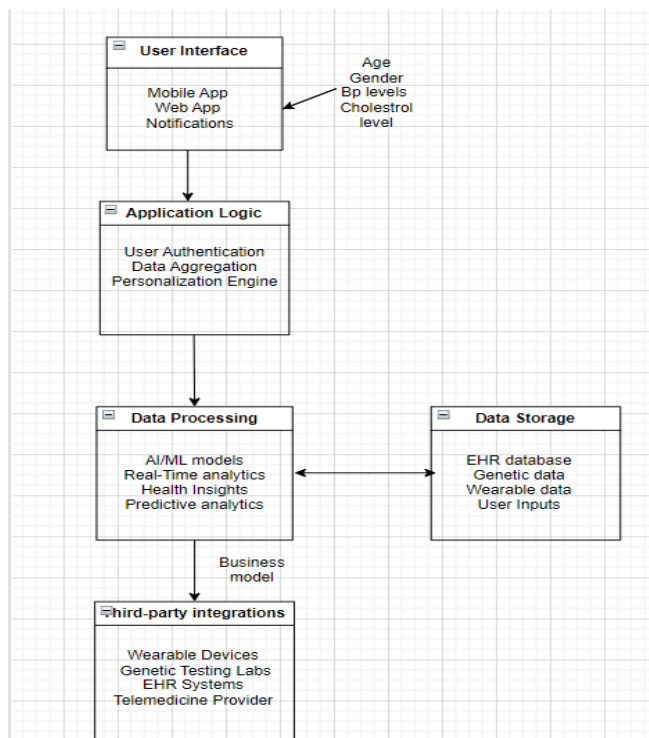 User Interface
Mobile App
Web App
Notifications
Age
Gender
Bp levels
Cholestrol
level
Application Logic
User Authentication
Data Aggregation
Personalization Engine
Data Processing
AI/ML models
Real-Time analytics
Health Insights
Predictive analytics
Data Storage
EHR database
Genetic data
Wearable data
User Inputs
Business
model
Third-party integrations
Wearable Devices
Genetic Testing Labs
EHR Systems
Telemedicine Provider